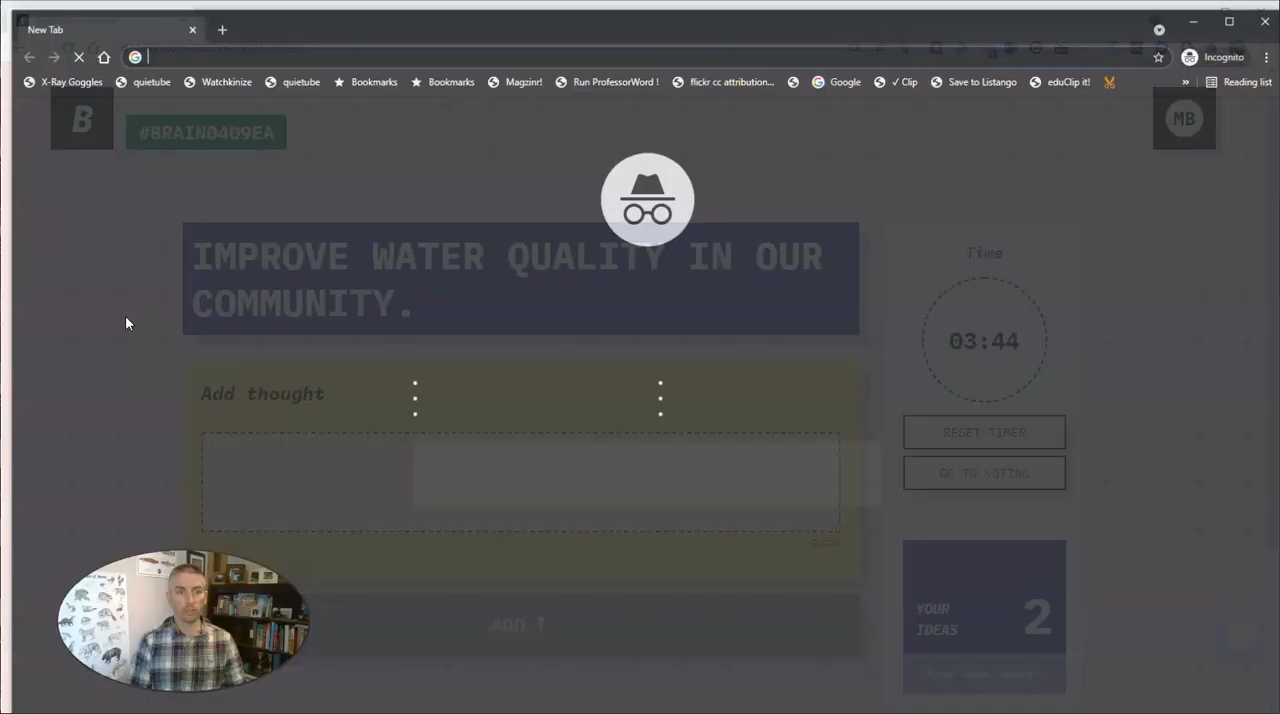 New Tab
Incognito
X-Ray Goggles
quietube
Watchkinize
quietube
Bookmarks
Bookmarks
Magzinr!
Run ProfessorWord !
flickr cc attribution...
Google
✓ Clip
Save to Listango
eduClip it!
»
Reading list
B
#BRAIN0409EA
MB
IMPROVE WATER QUALITY IN OUR
COMMUNITY.
Time
03:44
Add thought
RESET TIMER
GO TO VOTING
ADD
YOUR
IDEAS
2